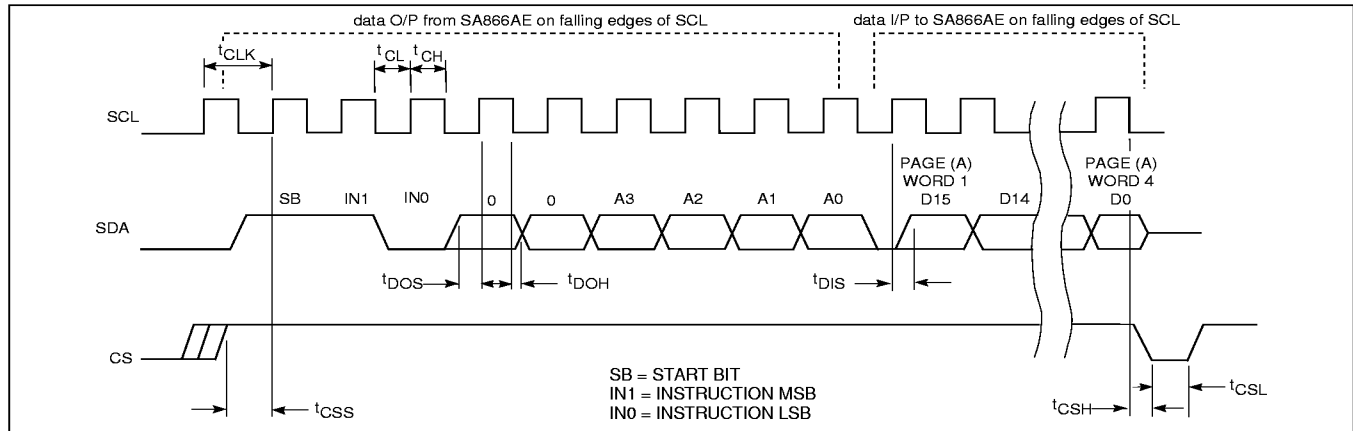 data O/P from SA866AE on falling edges of SCL
data I/P to SA866AE on falling edges of SCL
tCLK
tCL
tCH
SCL
PAGE (A)
WORD 1
PAGE (A)
WORD 4
SB
IN1
IN0
0
0
A3
A2
A1
A0
D15
D14
D0
SDA
tDOS
tDOH
tDIS
CS
SB = START BIT
IN1 = INSTRUCTION MSB
IN0 = INSTRUCTION LSB
tCSS
tCSH
tCSL